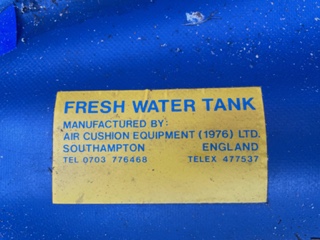 FRESH WATER TANK
MANUFACTURED BY:
AIR CUSHION EQUIPMENT (1976) LTD.
SOUTHAMPTON ENGLAND
TEL 0703 776468 TELEX 477537